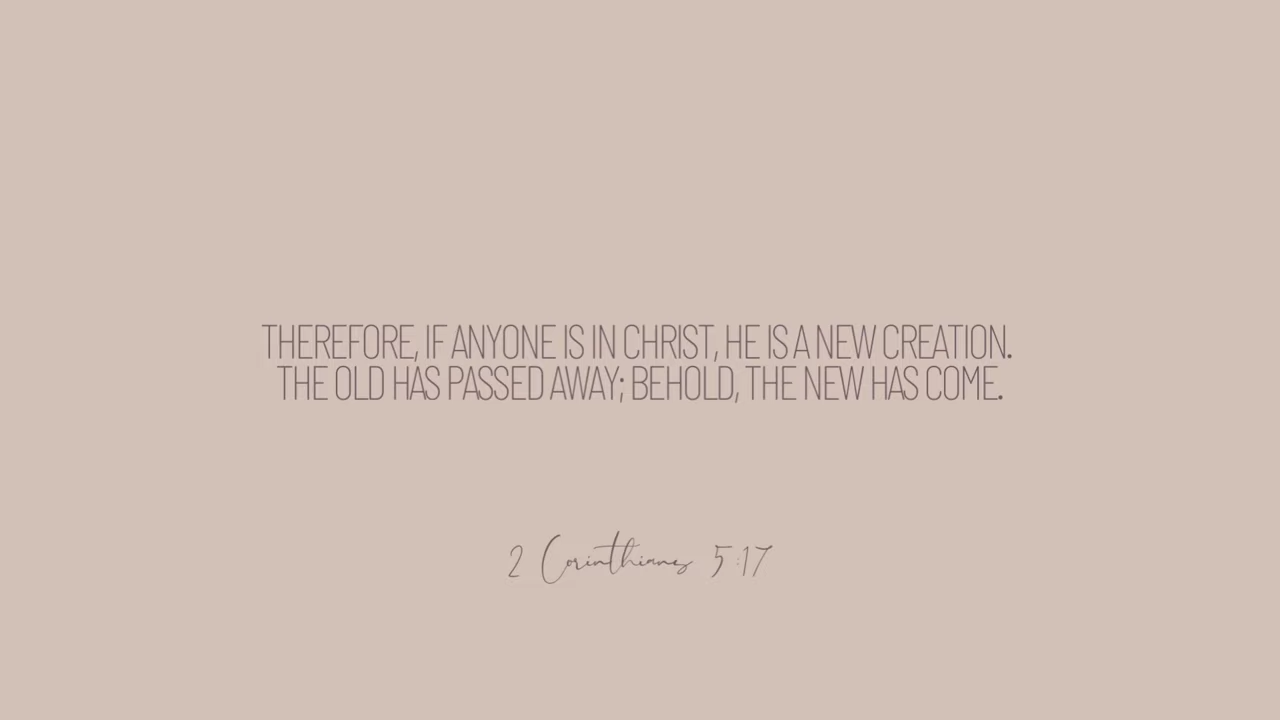 THEREFORE, IF ANYONE IS IN CHRIST, HE IS A NEW CREATION.
THE OLD HAS PASSED AWAY; BEHOLD, THE NEW HAS COME.
2 Corinthians 5:17